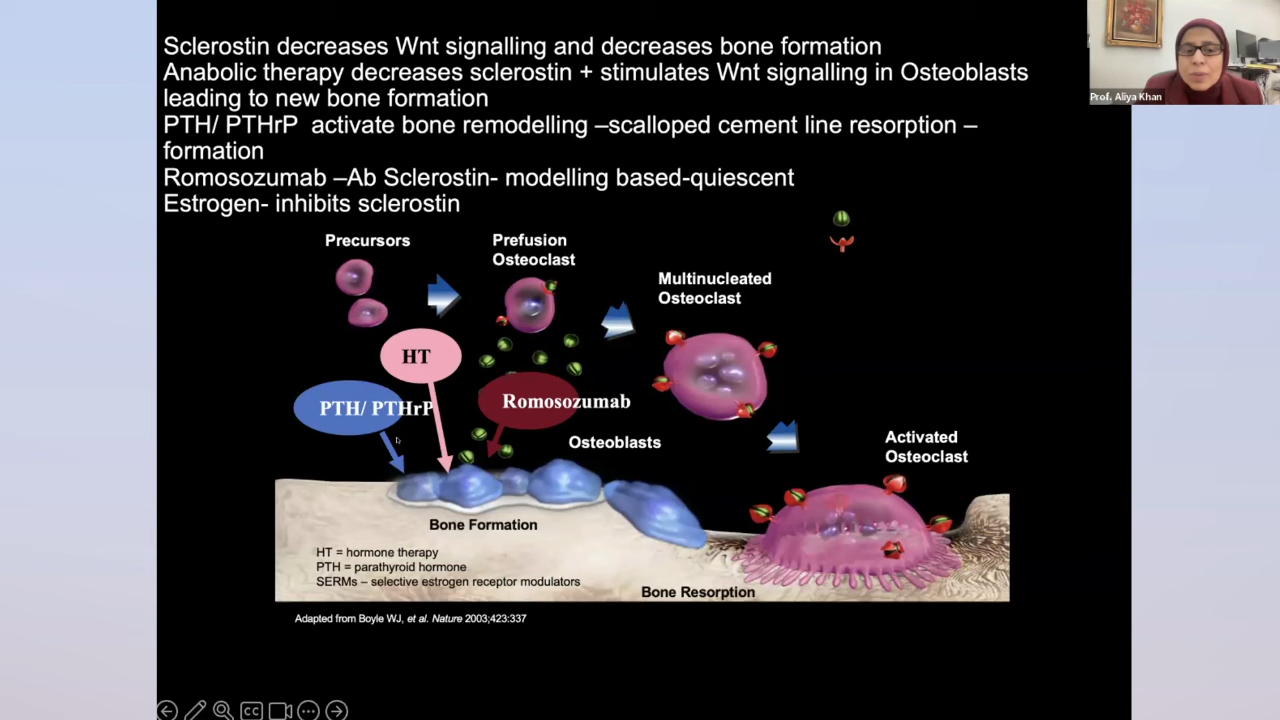 Sclerostin decreases Wnt signalling and decreases bone formation
Anabolic therapy decreases sclerostin + stimulates Wnt signalling in Osteoblasts
leading to new bone formation
PTH/ PTHrP activate bone remodelling –scalloped cement line resorption –
formation
Romosozumab –Ab Sclerostin- modelling based-quiescent
Estrogen- inhibits sclerostin
Prof. Aliya Khan
Precursors
Prefusion
Osteoclast
Multinucleated
Osteoclast
HT
PTH/ PTHrP
Romosozumab
Osteoblasts
Activated
Osteoclast
Bone Formation
HT = hormone therapy
PTH = parathyroid hormone
SERMs – selective estrogen receptor modulators
Bone Resorption
Adapted from Boyle WJ, et al. Nature 2003;423:337
CC